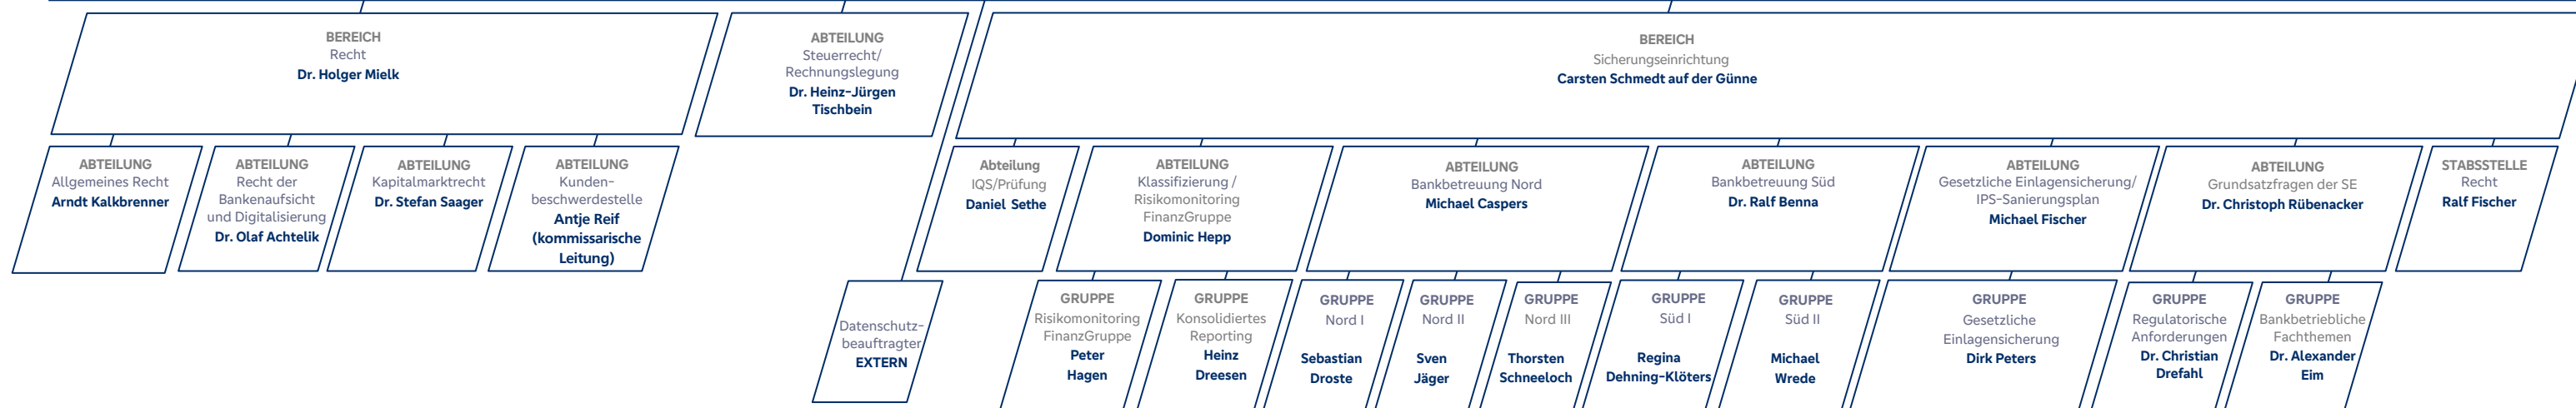 BEREICH
Recht
Dr. Holger Mielk
ABTEILUNG
Steuerrecht/
Rechnungslegung
Dr. Heinz-Jürgen
Tischbein
BEREICH
Sicherungseinrichtung
Carsten Schmedt auf der Günne
ABTEILUNG
Allgemeines Recht
Arndt Kalkbrenner
ABTEILUNG
Recht der
Bankenaufsicht
und Digitalisierung
Dr. Olaf Achtelik
ABTEILUNG
Kapitalmarktrecht
Dr. Stefan Saager
ABTEILUNG
Kunden-
beschwerdestelle
Antje Reif
(kommissarische
Leitung)
Abteilung
IQS/Prüfung
Daniel Sethe
ABTEILUNG
Klassifizierung /
Risikomonitoring
FinanzGruppe
Dominic Hepp
ABTEILUNG
Bankbetreuung Nord
Michael Caspers
ABTEILUNG
Bankbetreuung Süd
Dr. Ralf Benna
ABTEILUNG
Gesetzliche Einlagensicherung/
IPS-Sanierungsplan
Michael Fischer
ABTEILUNG
Grundsatzfragen der SE
Dr. Christoph Rübenacker
STABSSTELLE
Recht
Ralf Fischer
Datenschutz-
beauftragter
EXTERN
GRUPPE
Risikomonitoring
FinanzGruppe
Peter
Hagen
GRUPPE
Konsolidiertes
Reporting
Heinz
Dreesen
GRUPPE
Nord I
Sebastian
Droste
GRUPPE
Nord II
Sven
Jäger
GRUPPE
Nord III
Thorsten
Schneeloch
GRUPPE
Süd I
Regina
Dehning-Klöters
GRUPPE
Süd II
Michael
Wrede
GRUPPE
Gesetzliche
Einlagensicherung
Dirk Peters
GRUPPE
Regulatorische
Anforderungen
Dr. Christian
Drefahl
GRUPPE
Bankbetriebliche
Fachthemen
Dr. Alexander
Eim